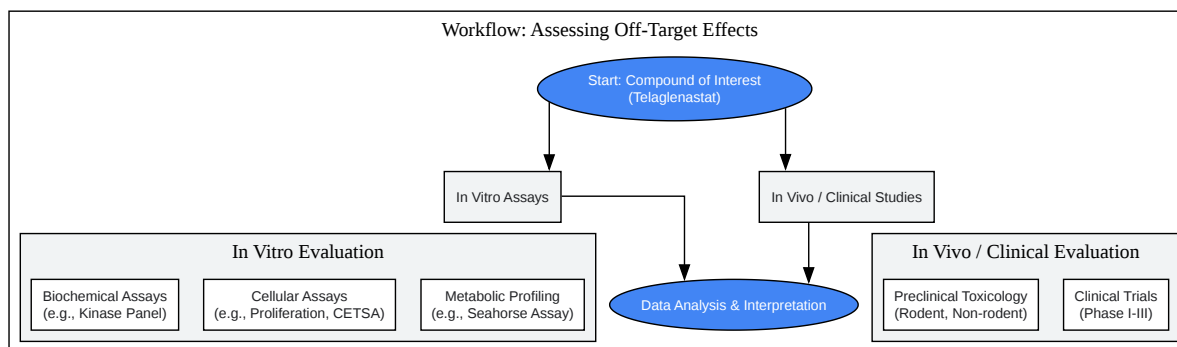 Workflow: Assessing Off-Target Effects
Start: Compound of Interest
(Telaglenastat)
In Vitro Assays
In Vivo / Clinical Studies
In Vitro Evaluation
Biochemical Assays
(e.g., Kinase Panel)
Cellular Assays
(e.g., Proliferation, CETSA)
Metabolic Profiling
(e.g., Seahorse Assay)
Data Analysis & Interpretation
In Vivo / Clinical Evaluation
Preclinical Toxicology
(Rodent, Non-rodent)
Clinical Trials
(Phase I-III)